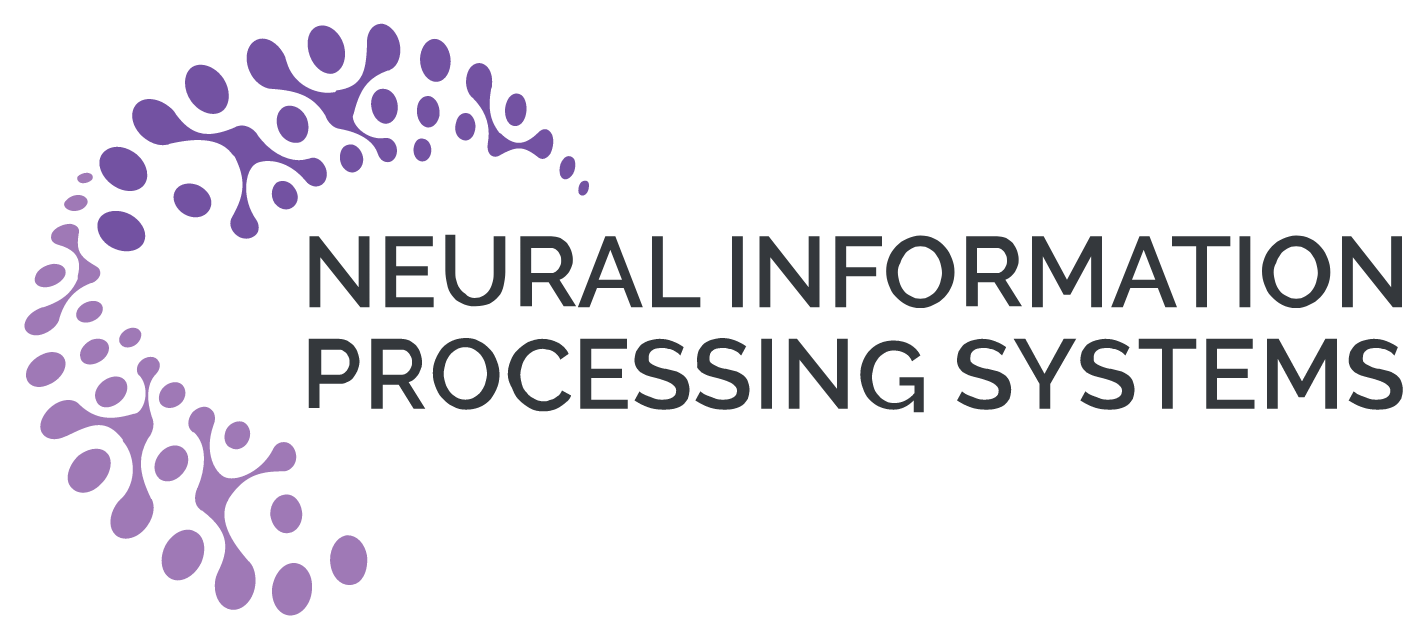 NEURAL INFORMATION
PROCESSING SYSTEMS